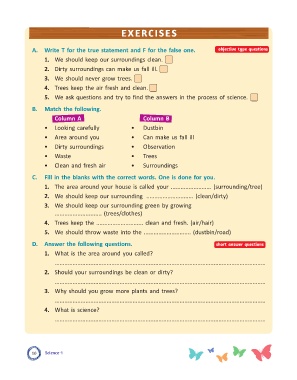 EXERCISES
A. Write T for the true statement and F for the false one. objective type questions
1. We should keep our surroundings clean.
2. Dirty surroundings can make us fall ill.
3. We should never grow trees.
4. Trees keep the air fresh and clean.
5. We ask questions and try to find the answers in the process of science.
B. Match the following.
Column A Column B
• Looking carefully • Dustbin
• Area around you • Can make us fall ill
• Dirty surroundings • Observation
• Waste • Trees
• Clean and fresh air • Surroundings
C. Fill in the blanks with the correct words. One is done for you.
1. The area around your house is called your .................... (surrounding/tree)
2. We should keep our surrounding .................... (clean/dirty)
3. We should keep our surrounding green by growing
.................... (trees/clothes)
4. Trees keep the .................... clean and fresh. (air/hair)
5. We should throw waste into the .................... (dustbin/road)
D. Answer the following questions. short answer questions
1. What is the area around you called?
2. Should your surroundings be clean or dirty?
3. Why should you grow more plants and trees?
4. What is science?
Science-1